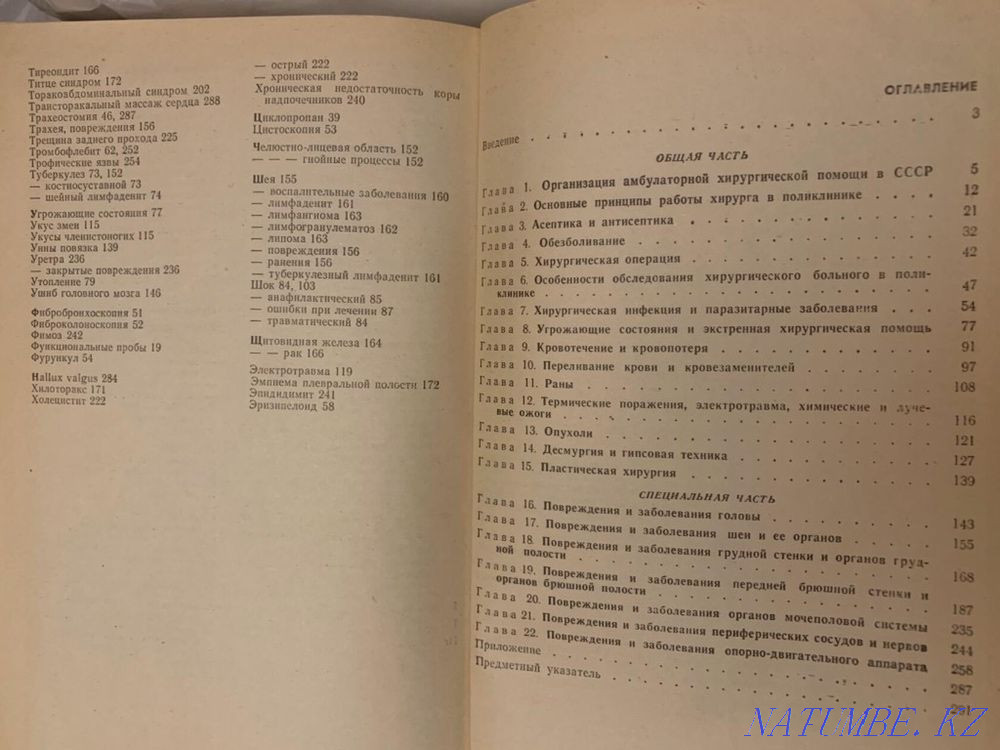 Тиреоидит 166
Титце синдром 172
Торакоабдоминальный синдром 202
Трансторакальный массаж сердца 288
Трахеостомия 46, 287
Трахея, повреждения 156
Трещина заднего прохода 225
Тромбофлебит 62, 252
Трофические язвы 254
Туберкулез 73, 152
— костносуставной 73
— шейный лимфаденит 74
Угрожающие состояния 77
Укус змеи 115
Укусы членистоногих 115
Унны повязка 139
Уретра 236
— закрытые повреждения 236
Утопление 79
Ушиб головного мозга 146
Фибробронхоскопия 51
Фиброколоноскопия 52
Фимоз 242
Функциональные пробы 19
Фурункул 54
Hallux valgus 284
Хилоторакс 171
Холецистит 222
— острый 222
— хронический 222
Хроническая недостаточность коры
надпочечников 240
Циклопропан 39
Цистоскопия 53
Челюстно-лицевая область 152
— — — гнойные процессы 152
Шея 155
— воспалительные заболевания 160
— лимфаденит 161
— лимфангиома 163
— лимфогранулематоз 162
— липома 163
— повреждения 156
— ранения 156
— туберкулезный лимфаденит 161
Шок 84, 103
— анафилактический 85
— ошибки при лечении 87
— травматический 84
Щитовидная железа 164
— — рак 166
Электротравма 119
Эмпиема плевральной полости 172
Эпидидимит 241
Эризипелоид 58
ОГЛАВЛЕНИЕ
Введение . . . . . . . . . . 3
ОБЩАЯ ЧАСТЬ
Глава 1. Организация амбулаторной хирургической помощи в СССР 5
Глава 2. Основные принципы работы хирурга в поликлинике . . . . 12
Глава 3. Асептика и антисептика . . . . . . . . . . 21
Глава 4. Обезболивание . . . . . . . . . . 32
Глава 5. Хирургическая операция . . . . . . . . . . 42
Глава 6. Особенности обследования хирургического больного в поли-
клинике . . . . . . . . . . 47
Глава 7. Хирургическая инфекция и паразитарные заболевания . . . 54
Глава 8. Угрожающие состояния и экстренная хирургическая помощь 77
Глава 9. Кровотечение и кровопотеря . . . . . . . . . . 91
Глава 10. Переливание крови и кровезаменителей . . . . . . 97
Глава 11. Раны . . . . . . . . . . 108
Глава 12. Термические поражения, электротравма, химические и луче-
вые ожоги . . . . . . . . . . 116
Глава 13. Опухоли . . . . . . . . . . 121
Глава 14. Десмургия и гипсовая техника . . . . . . . . 127
Глава 15. Пластическая хирургия . . . . . . . . . . 139
СПЕЦИАЛЬНАЯ ЧАСТЬ
Глава 16. Повреждения и заболевания головы . . . . . . . 143
Глава 17. Повреждения и заболевания шеи и ее органов . . . . . 155
Глава 18. Повреждения и заболевания грудной стенки и органов груд-
ной полости . . . . . . . . . . 168
Глава 19. Повреждения и заболевания передней брюшной стенки и
органов брюшной полости . . . . . . . . . . 187
Глава 20. Повреждения и заболевания органов мочеполовой системы 235
Глава 21. Повреждения и заболевания периферических сосудов и нервов 244
Глава 22. Повреждения и заболевания опорно-двигательного аппарата 258
Приложение . . . . . . . . . . 287
Предметный указатель . . . . . . . . . . 291
NATUMBE.KZ